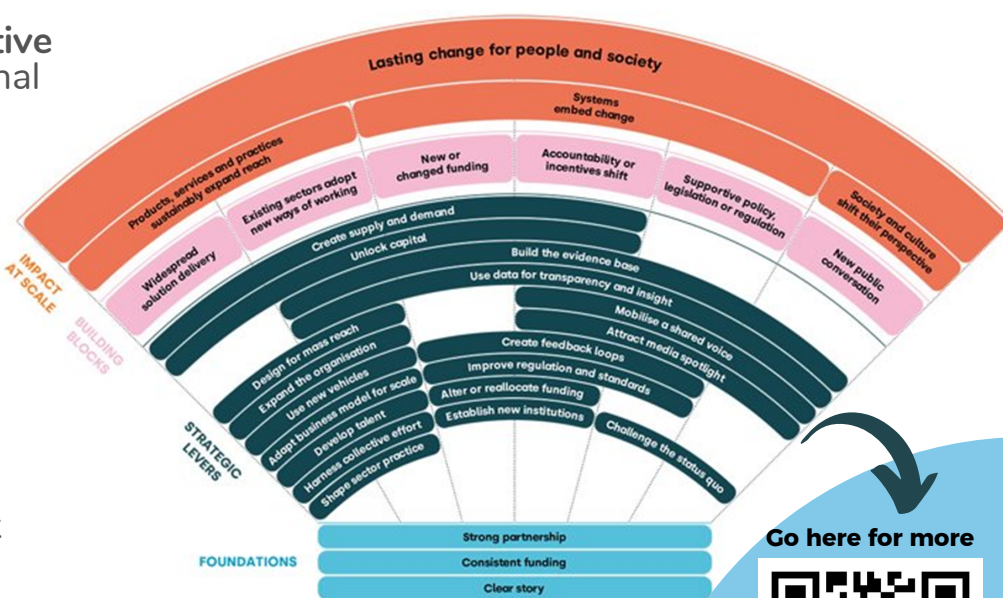 tive
nal
Lasting change for people and society
Products, services and practices
sustainably expand reach
Systems
embed change
Society and culture
shift their perspective
IMPACT
AT SCALE
Widespread
solution delivery
Existing sectors adopt
new ways of working
New or
changed funding
Accountability or
incentives shift
Supportive policy,
legislation or regulation
New public
conversation
BUILDING
BLOCKS
Create supply and demand
Unlock capital
Build the evidence base
Use data for transparency and insight
Mobilise a shared voice
Attract media spotlight
Design for mass reach
Expand the organisation
Use new vehicles
Adapt business model for scale
Develop talent
Harness collective effort
Shape sector practice
Create feedback loops
Improve regulation and standards
Alter or reallocate funding
Establish new institutions
Challenge the status quo
STRATEGIC
LEVERS
FOUNDATIONS
Strong partnership
Consistent funding
Clear story
Go here for more